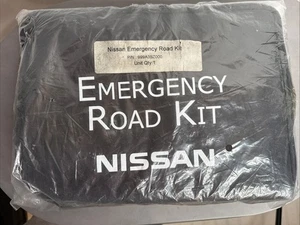 Nissan Emergency Road Kit
Unit Qty 1
EMERGENCY
ROAD KIT
NISSAN